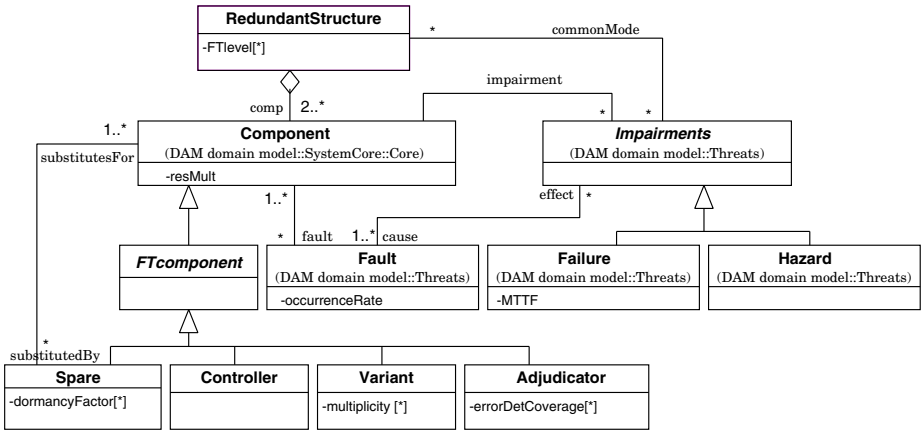 RedundantStructure
-FTlevel[*]
* commonMode
impairment
comp 2..*
* *
1..*
substitutesFor
Component
(DAM domain model::SystemCore::Core)
-resMult
Impairments
(DAM domain model::Threats)
1..*
effect *
* fault
1..* cause
FTcomponent
Fault
(DAM domain model::Threats)
-occurrenceRate
Failure
(DAM domain model::Threats)
-MTTF
Hazard
(DAM domain model::Threats)
*
substitutedBy
Spare
-dormancyFactor[*]
Controller
Variant
-multiplicity [*]
Adjudicator
-errorDetCoverage[*]